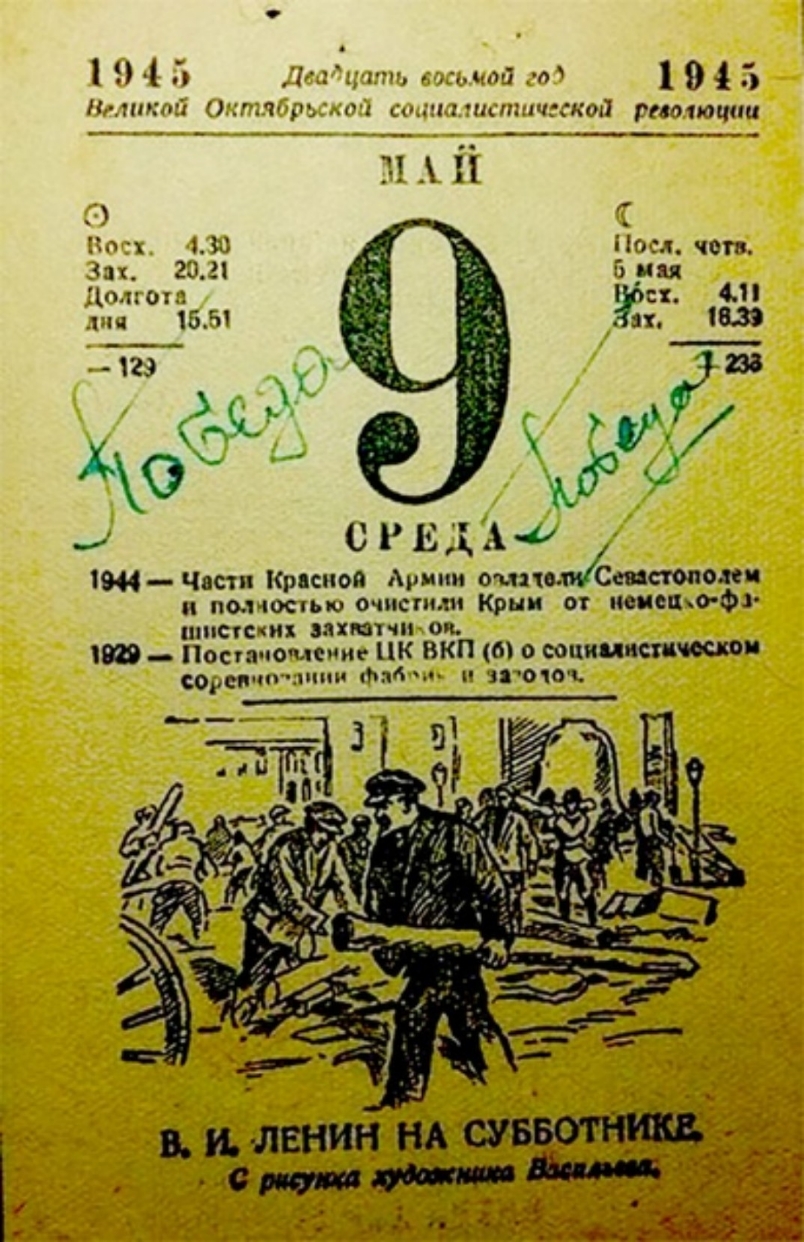 1945 Двадцать восьмой год 1945
Великой Октябрьской социалистической революции
МАЙ
Восх. 4.30
Зах. 20.21
Долгота
дня 15.51
— 129
9
Посл. четв.
5 мая
Восх. 4.11
Зах. 16.39
+ 236
Победа
Победа!
СРЕДА
1944 — Части Красной Армии овладели Севастополем
и полностью очистили Крым от немецко-фа-
шистских захватчиков.
1929 — Постановление ЦК ВКП (б) о социалистическом
соревновании фабрик и заводов.
В. И. ЛЕНИН НА СУББОТНИКЕ.
С рисунка художника Васильева.